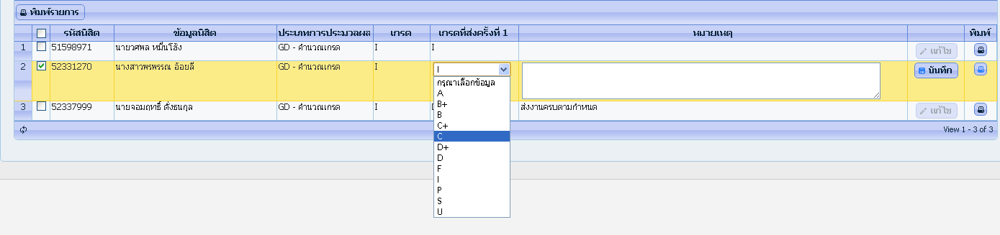 พิมพ์รายการ
รหัสนิสิต ข้อมูลนิสิต ประเภทการประมวลผล เกรด เกรดที่ส่งครั้งที่ 1 หมายเหตุ พิมพ์
1 51598971 นายวศพล หมื่นโฮ้ง GD - คำนวณเกรด I I แก้ไข
2 52331270 นางสาวพรพรรณ อ้อยลี GD - คำนวณเกรด I I บันทึก
กรุณาเลือกข้อมูล
A
B+
B
C+
C
D+
D
F
I
P
S
U
3 52337999 นายจอมฤทธิ์ ดั่งธนกุล GD - คำนวณเกรด I ส่งงานครบตามกำหนด แก้ไข
View 1 - 3 of 3